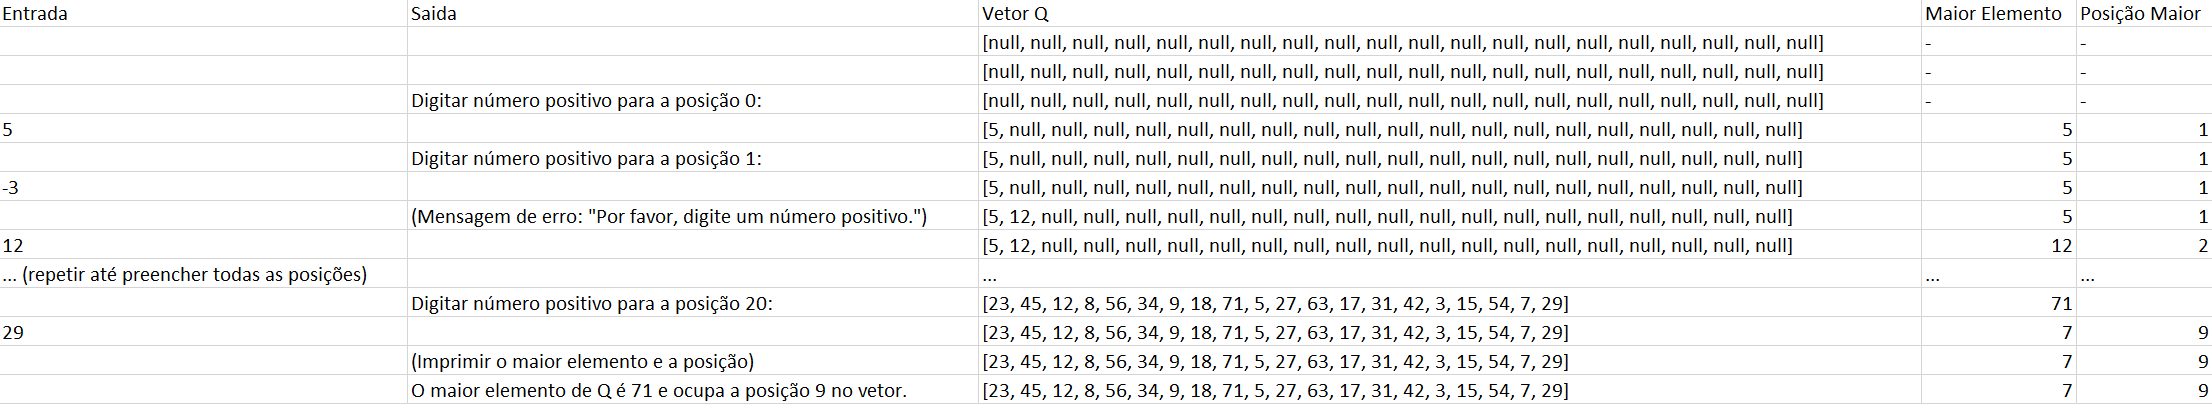 Entrada Saida Vetor Q Maior Elemento Posição Maior
[null, null, null, null, null, null, null, null, null, null, null, null, null, null, null, null, null, null, null, null] - -
[null, null, null, null, null, null, null, null, null, null, null, null, null, null, null, null, null, null, null, null] - -
Digitar número positivo para a posição 0: [null, null, null, null, null, null, null, null, null, null, null, null, null, null, null, null, null, null, null, null] - -
5 [5, null, null, null, null, null, null, null, null, null, null, null, null, null, null, null, null, null, null, null] 5 1
Digitar número positivo para a posição 1: [5, null, null, null, null, null, null, null, null, null, null, null, null, null, null, null, null, null, null, null] 5 1
-3 [5, null, null, null, null, null, null, null, null, null, null, null, null, null, null, null, null, null, null, null] 5 1
(Mensagem de erro: "Por favor, digite um número positivo.") [5, 12, null, null, null, null, null, null, null, null, null, null, null, null, null, null, null, null, null, null] 5 1
12 [5, 12, null, null, null, null, null, null, null, null, null, null, null, null, null, null, null, null, null, null] 12 2
... (repetir até preencher todas as posições) ... ... ...
Digitar número positivo para a posição 20: [23, 45, 12, 8, 56, 34, 9, 18, 71, 5, 27, 63, 17, 31, 42, 3, 15, 54, 7, 29] 71
29 [23, 45, 12, 8, 56, 34, 9, 18, 71, 5, 27, 63, 17, 31, 42, 3, 15, 54, 7, 29] 7 9
(Imprimir o maior elemento e a posição) [23, 45, 12, 8, 56, 34, 9, 18, 71, 5, 27, 63, 17, 31, 42, 3, 15, 54, 7, 29] 7 9
O maior elemento de Q é 71 e ocupa a posição 9 no vetor. [23, 45, 12, 8, 56, 34, 9, 18, 71, 5, 27, 63, 17, 31, 42, 3, 15, 54, 7, 29] 7 9